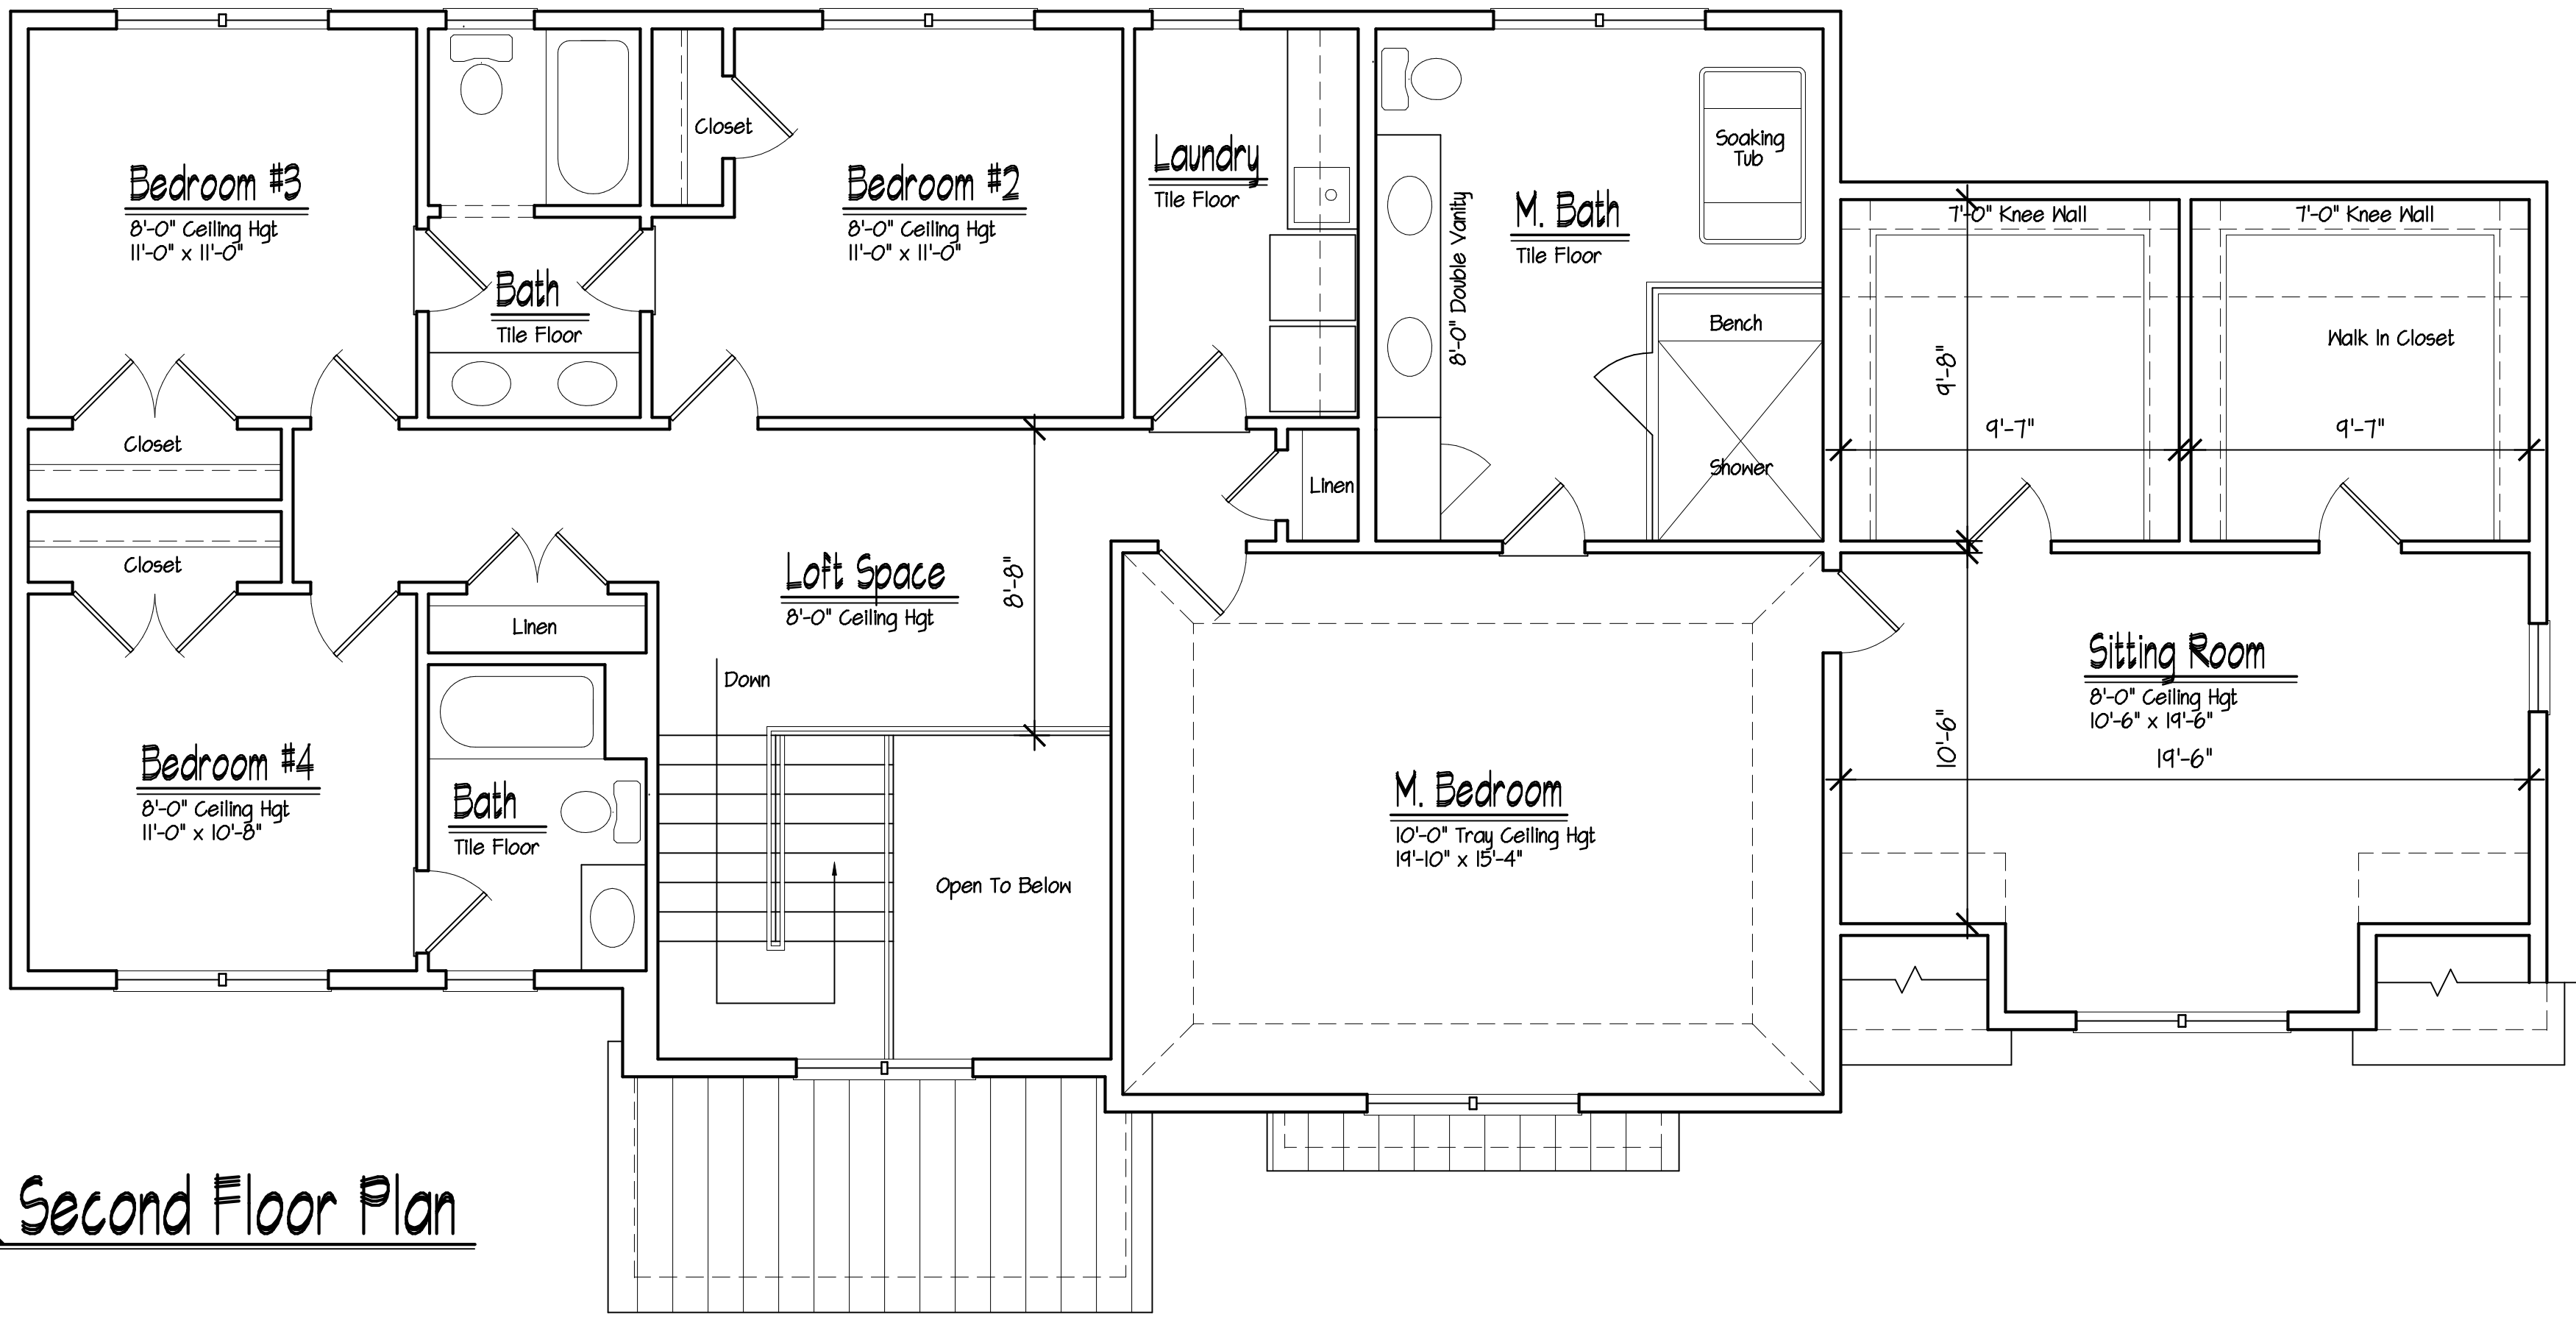 Bedroom #3
8'-0" Ceiling Hgt
11'-0" x 11'-0"
Bath
Tile Floor
Closet
Bedroom #2
8'-0" Ceiling Hgt
11'-0" x 11'-0"
Laundry
Tile Floor
8'-0" Double Vanity
M. Bath
Tile Floor
Soaking
Tub
Bench
Shower
7'-0" Knee Wall
7'-0" Knee Wall
Walk In Closet
9'-8"
9'-7"
9'-7"
Closet
Closet
Linen
Linen
Loft Space
8'-0" Ceiling Hgt
8'-8"
Down
Bedroom #4
8'-0" Ceiling Hgt
11'-0" x 10'-8"
Bath
Tile Floor
Open To Below
M. Bedroom
10'-0" Tray Ceiling Hgt
19'-10" x 15'-4"
Sitting Room
8'-0" Ceiling Hgt
10'-6" x 19'-6"
19'-6"
10'-6"
Second Floor Plan